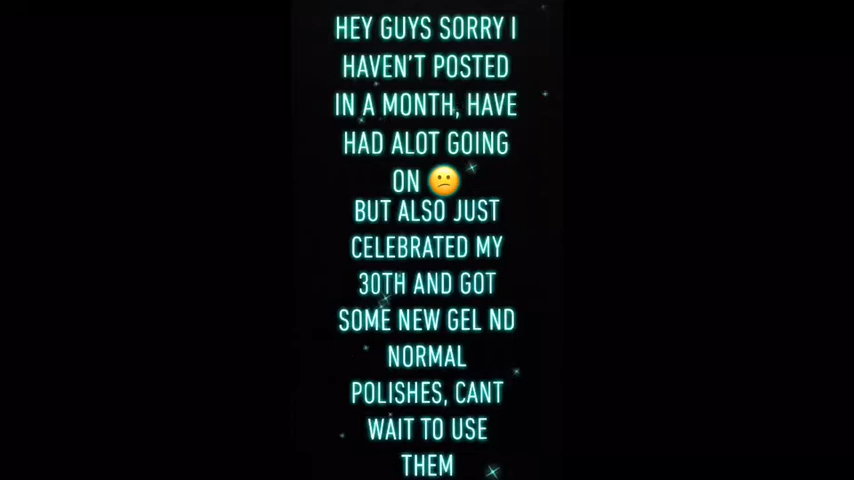 HEY GUYS SORRY I
HAVEN'T POSTED
IN A MONTH, HAVE
HAD ALOT GOING
ON 😕
BUT ALSO JUST
CELEBRATED MY
30TH AND GOT
SOME NEW GEL ND
NORMAL
POLISHES, CANT
WAIT TO USE
THEM